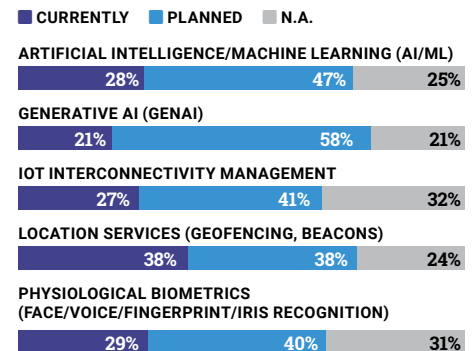 CURRENTLY PLANNED N.A.
ARTIFICIAL INTELLIGENCE/MACHINE LEARNING (AI/ML)
28% 47% 25%
GENERATIVE AI (GENAI)
21% 58% 21%
IOT INTERCONNECTIVITY MANAGEMENT
27% 41% 32%
LOCATION SERVICES (GEOFENCING, BEACONS)
38% 38% 24%
PHYSIOLOGICAL BIOMETRICS
(FACE/VOICE/FINGERPRINT/IRIS RECOGNITION)
29% 40% 31%